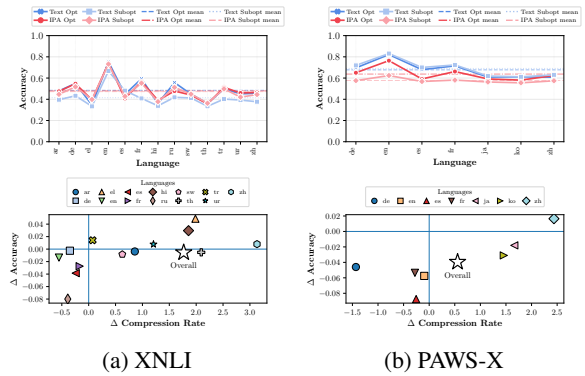 Text Opt Text Subopt Text Opt mean Text Subopt mean
IPA Opt IPA Subopt IPA Opt mean IPA Subopt mean
Accuracy
1.0
0.8
0.6
0.4
0.2
0.0
ar de el en es fr hi ru sw th tr ur zh
Language
Languages
ar el es hi sw tr zh
de en fr ru th ur
Δ Accuracy
0.04
0.02
0.00
−0.02
−0.04
−0.06
−0.08
Overall
−0.5 0.0 0.5 1.0 1.5 2.0 2.5 3.0
Δ Compression Rate
(a) XNLI
Text Opt Text Subopt Text Opt mean Text Subopt mean
IPA Opt IPA Subopt IPA Opt mean IPA Subopt mean
Accuracy
1.0
0.8
0.6
0.4
0.2
0.0
de en es fr ja ko zh
Language
Languages
de en fr ja ko zh
es
Δ Accuracy
0.02
0.00
−0.02
−0.04
−0.06
−0.08
Overall
−1.5 −1.0 −0.5 0.0 0.5 1.0 1.5 2.0 2.5
Δ Compression Rate
(b) PAWS-X